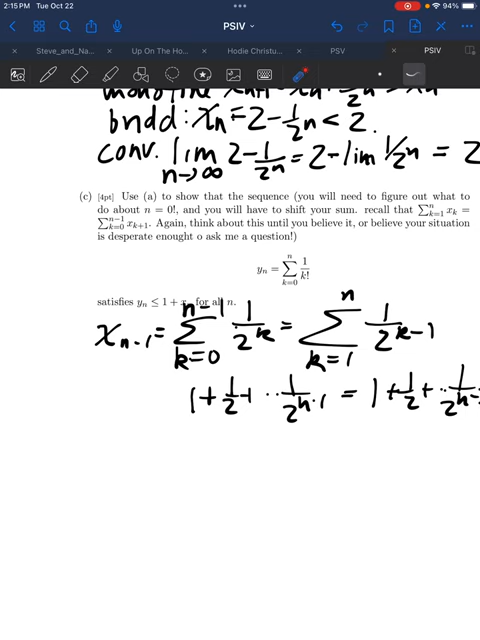 2:15 PM Tue Oct 22
94%
PSIV
Steve_and_Na...
Up On The Ho...
Hodie Christu...
PSV
PSIV
bndd: xₙ = 2 - 1/2ⁿ < 2.
conv. lim n→∞ 2 - 1/2ⁿ = 2 - lim 1/2ⁿ = 2
(c) [4pt] Use (a) to show that the sequence (you will need to figure out what to
do about n = 0!, and you will have to shift your sum. recall that ∑ₖ₌₁ⁿ xₖ =
∑ₖ₌₀ⁿ⁻¹ xₖ₊₁. Again, think about this until you believe it, or believe your situation
is desperate enought o ask me a question!)
yₙ = ∑ₖ₌₀ⁿ 1/k!
satisfies yₙ ≤ 1 + x for all n.
xₙ₋₁ = ∑ₖ₌₀ⁿ⁻¹ 1/2ᵏ = ∑ₖ₌₁ⁿ 1/2ᵏ⁻¹
1 + 1/2 + ·· 1/2ⁿ⁻¹ = 1 + 1/2 + ·· 1/2ⁿ⁻